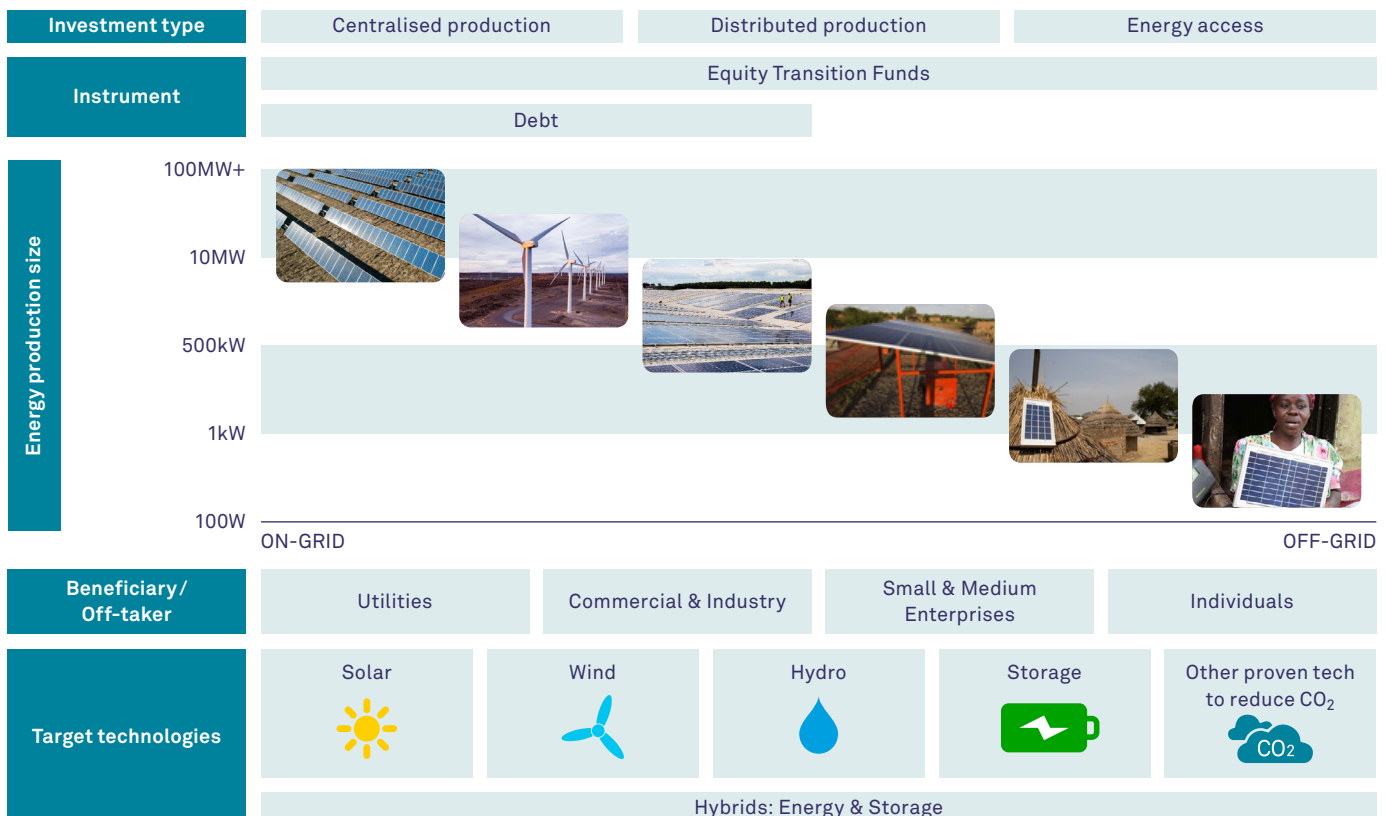 Investment type
Centralised production
Distributed production
Energy access
Instrument
Equity Transition Funds
Debt
Energy production size
100MW+
10MW
500kW
1kW
100W
ON-GRID
OFF-GRID
Beneficiary/
Off-taker
Utilities
Commercial & Industry
Small & Medium
Enterprises
Individuals
Target technologies
Solar
Wind
Hydro
Storage
Other proven tech
to reduce CO₂
CO₂
Hybrids: Energy & Storage